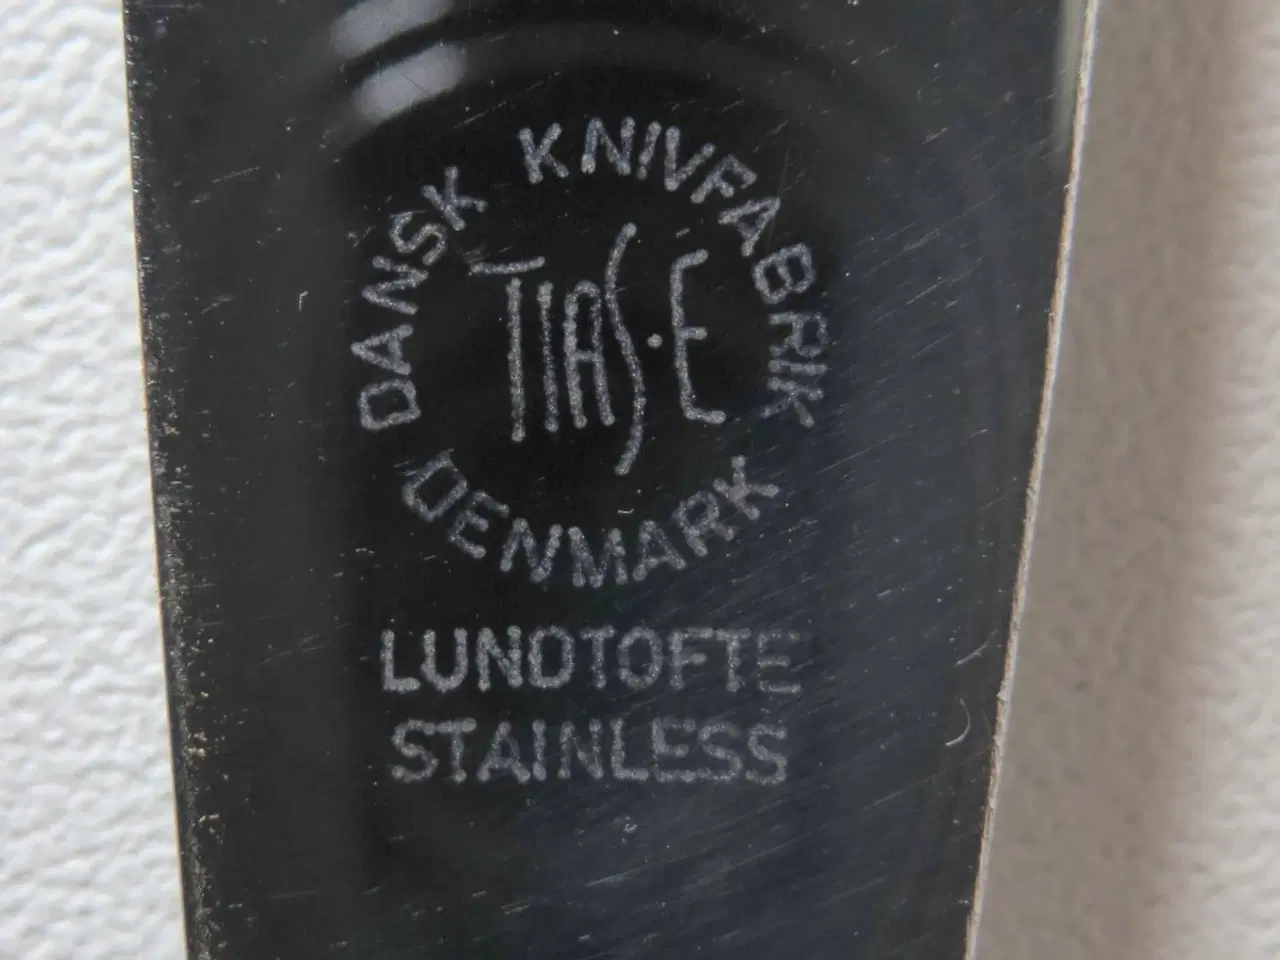 DANSK KNIVFABRIK
TIAS·E
DENMARK
LUNDTOFTE
STAINLESS